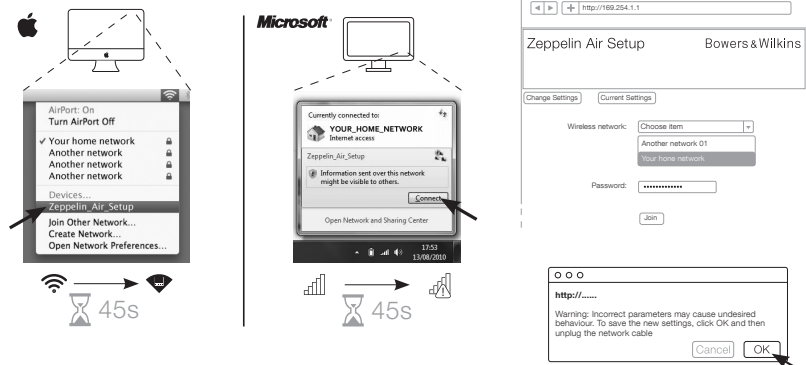 Microsoft
AirPort: On
Turn AirPort Off
Your home network
Another network
Another network
Another network
Devices...
Zeppelin_Air_Setup
Join Other Network...
Create Network...
Open Network Preferences...
45s
Currently connected to:
YOUR_HOME_NETWORK
Internet access
Zeppelin_Air_Setup
Information sent over this network
might be visible to others.
Connect
Open Network and Sharing Center
17:53
13/08/2010
45s
http://169.254.1.1
Zeppelin Air Setup
Bowers & Wilkins
Change Settings
Current Settings
Wireless network:
Choose item
Another network 01
Your hone network
Password:
•••••••••••••
Join
http://......
Warning: Incorrect parameters may cause undesired
behaviour. To save the new settings, click OK and then
unplug the network cable
Cancel
OK